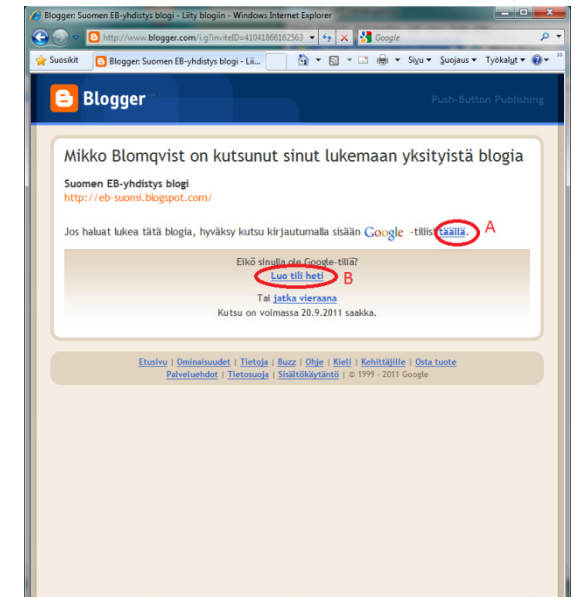 Blogger: Suomen EB-yhdistys blogi - Liity blogiin - Windows Internet Explorer
http://www.blogger.com/i.g?inviteID=41041866162563
Google
Suosikit
Blogger: Suomen EB-yhdistys blogi - Lii...
Sivu
Suojaus
Työkalut
Blogger™
Push-Button Publishing
Mikko Blomqvist on kutsunut sinut lukemaan yksityistä blogia
Suomen EB-yhdistys blogi
http://eb-suomi.blogspot.com/
Jos haluat lukea tätä blogia, hyväksy kutsu kirjautumalla sisään Google -tilisi täällä. A
Eikö sinulla ole Google-tiliä?
Luo tili heti B
Tai jatka vieraana
Kutsu on voimassa 20.9.2011 saakka.
Etusivu | Ominaisuudet | Tietoja | Buzz | Ohje | Kieli | Kehittäjille | Osta tuote
Palveluehdot | Tietosuoja | Sisältökäytäntö | © 1999 - 2011 Google